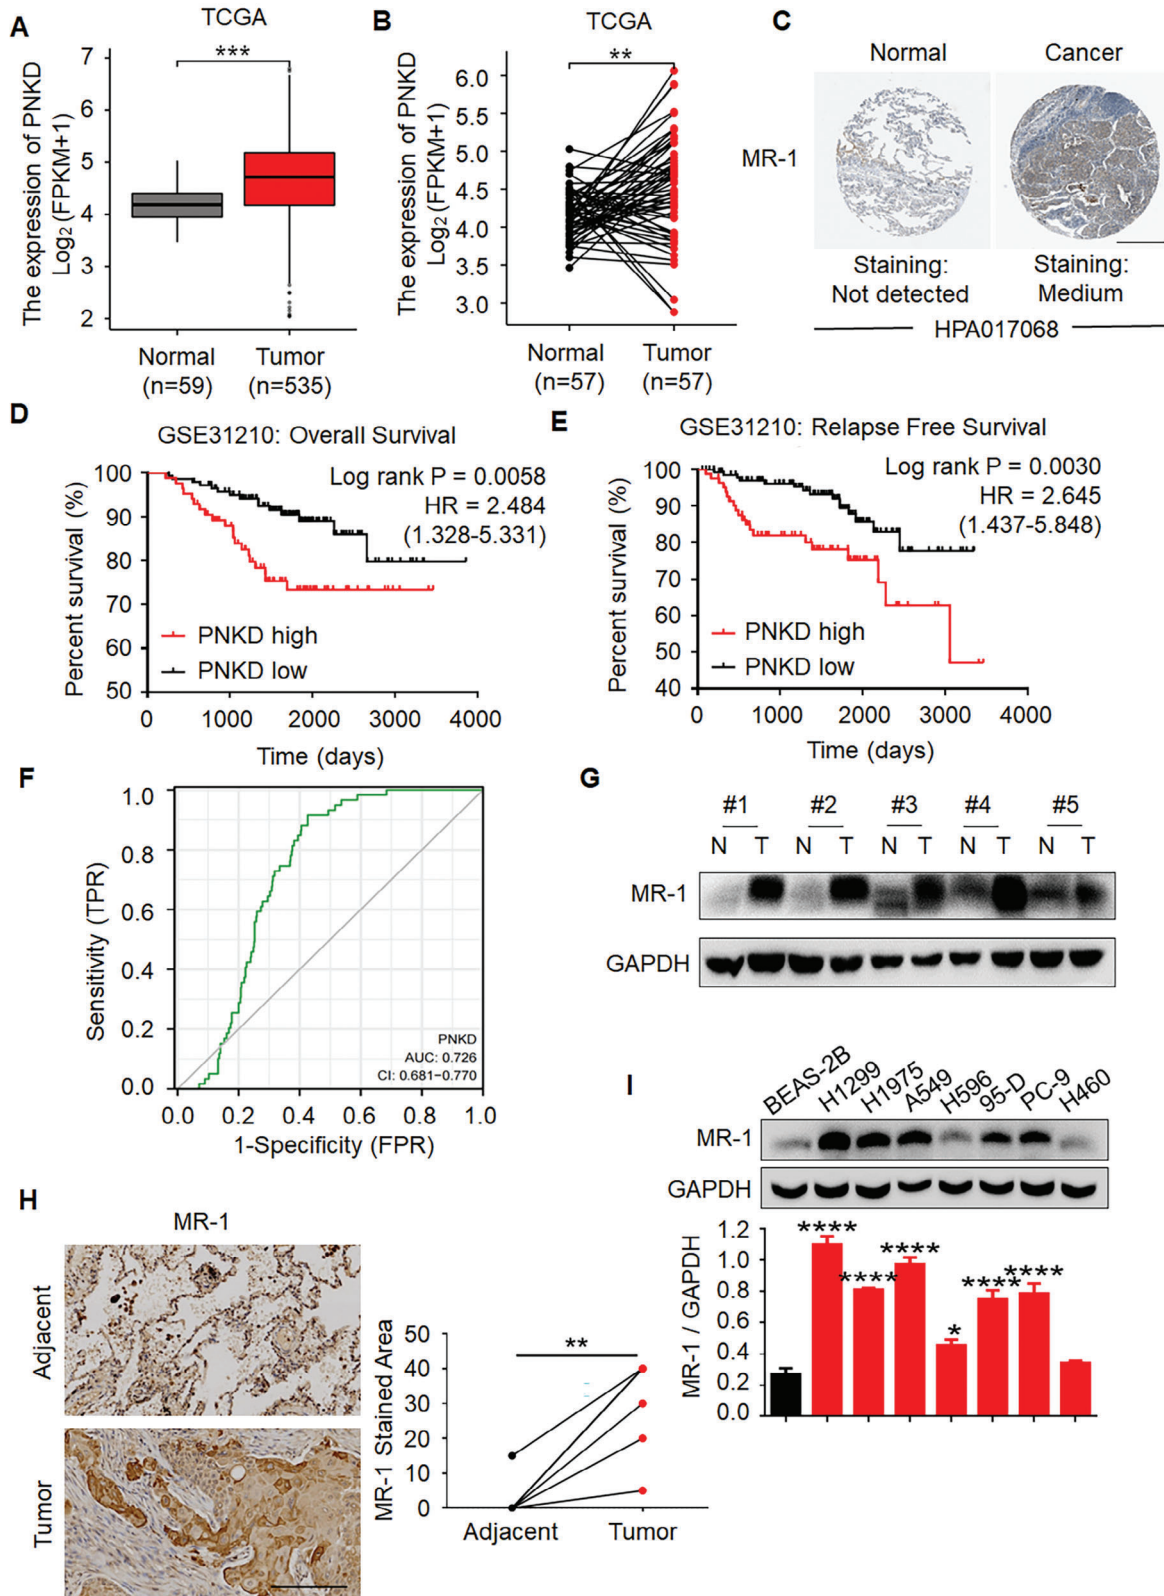 A
TCGA
***
The expression of PNKD
Log₂ (FPKM+1)
7
6
5
4
3
2
Normal
(n=59)
Tumor
(n=535)
B
TCGA
**
The expression of PNKD
Log₂ (FPKM+1)
6.0
5.5
5.0
4.5
4.0
3.5
3.0
Normal
(n=57)
Tumor
(n=57)
C
Normal
Cancer
MR-1
Staining:
Not detected
Staining:
Medium
HPA017068
D
GSE31210: Overall Survival
Log rank P = 0.0058
HR = 2.484
(1.328-5.331)
Percent survival (%)
100
90
80
70
60
50
PNKD high
PNKD low
0 1000 2000 3000 4000
Time (days)
E
GSE31210: Relapse Free Survival
Log rank P = 0.0030
HR = 2.645
(1.437-5.848)
Percent survival (%)
100
90
80
70
60
50
40
PNKD high
PNKD low
0 1000 2000 3000 4000
Time (days)
F
Sensitivity (TPR)
1.0
0.8
0.6
0.4
0.2
0.0
PNKD
AUC: 0.726
CI: 0.681−0.770
0.0 0.2 0.4 0.6 0.8 1.0
1-Specificity (FPR)
G
#1 #2 #3 #4 #5
N T N T N T N T N T
MR-1
GAPDH
H
MR-1
Adjacent
Tumor
MR-1 Stained Area
50
40
30
20
10
0
**
Adjacent
Tumor
I
BEAS-2B H1299 H1975 A549 H596 95-D PC-9 H460
MR-1
GAPDH
MR-1 / GAPDH
1.2
1.0
0.8
0.6
0.4
0.2
0.0
**** **** **** * **** ****